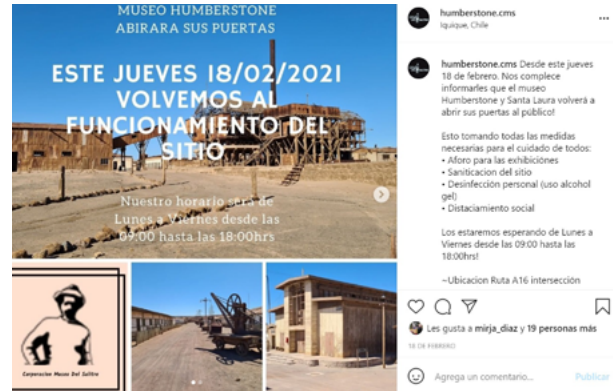 MUSEO HUMBERSTONE
ABIRARA SUS PUERTAS
ESTE JUEVES 18/02/2021
VOLVEMOS AL
FUNCIONAMIENTO DEL
SITIO
Nuestro horario será de
Lunes a Viernes desde las
09:00 hasta las 18:00hrs
Corporacion Museo Del Salitre
humberstone.cms
Iquique, Chile
humberstone.cms Desde este jueves
18 de febrero. Nos complece
informarles que el museo
Humberstone y Santa Laura volverá a
abrir sus puertas al público!
Esto tomando todas las medidas
necesarias para el cuidado de todos:
• Aforo para las exhibiciónes
• Saniticacion del sitio
• Desinfección personal (uso alcohol
gel)
• Distaciamiento social
Los estaremos esperando de Lunes a
Viernes desde las 09:00 hasta las
18:00hrs!
~Ubicacion Ruta A16 intersección
Les gusta a mirja_diaz y 19 personas más
18 DE FEBRERO
Agrega un comentario...
Publicar